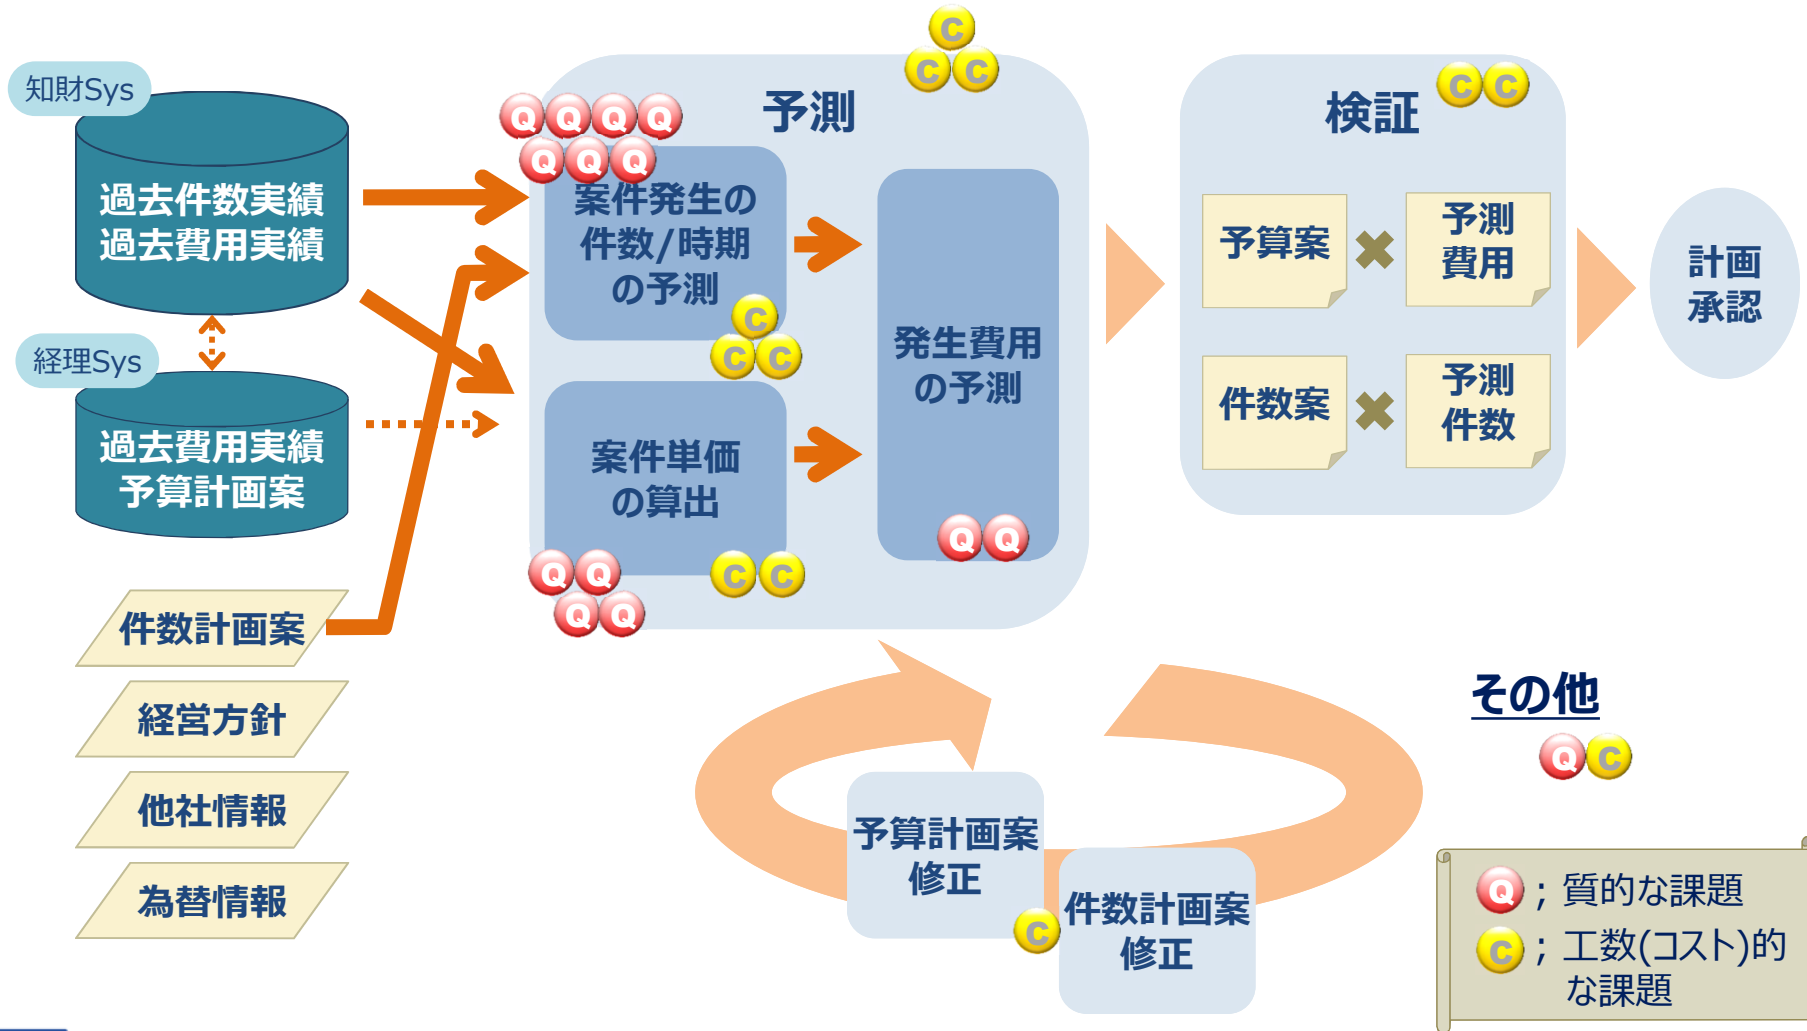 知財Sys
過去件数実績
過去費用実績
経理Sys
過去費用実績
予算計画案
件数計画案
経営方針
他社情報
為替情報
予測
C
C C
Q Q Q Q
Q Q Q
案件発生の
件数/時期
の予測
C
C C
案件単価
の算出
Q Q
Q Q
C C
発生費用
の予測
Q Q
検証
C C
予算案
予測
費用
件数案
予測
件数
計画
承認
予算計画案
修正
C
件数計画案
修正
その他
Q C
Q ; 質的な課題
C ; 工数(コスト)的
な課題